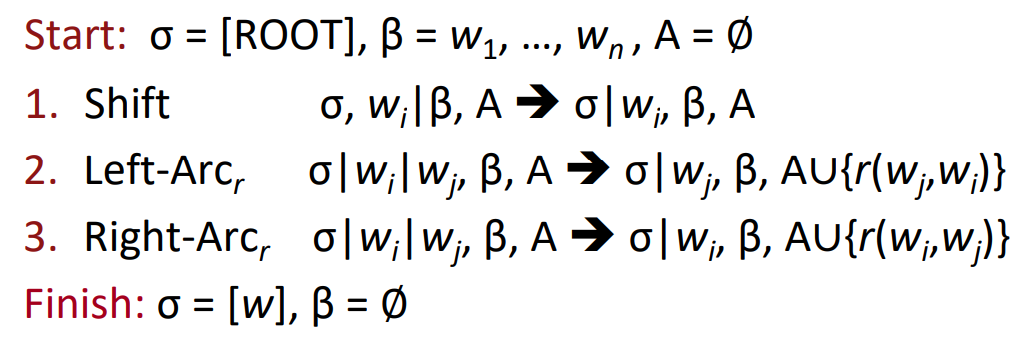 Start: σ = [ROOT], β = w₁, …, wₙ , A = ∅
1. Shift σ, wᵢ|β, A ➔ σ|wᵢ, β, A
2. Left-Arcᵣ σ|wᵢ|wⱼ, β, A ➔ σ|wⱼ, β, A∪{r(wⱼ,wᵢ)}
3. Right-Arcᵣ σ|wᵢ|wⱼ, β, A ➔ σ|wᵢ, β, A∪{r(wᵢ,wⱼ)}
Finish: σ = [w], β = ∅